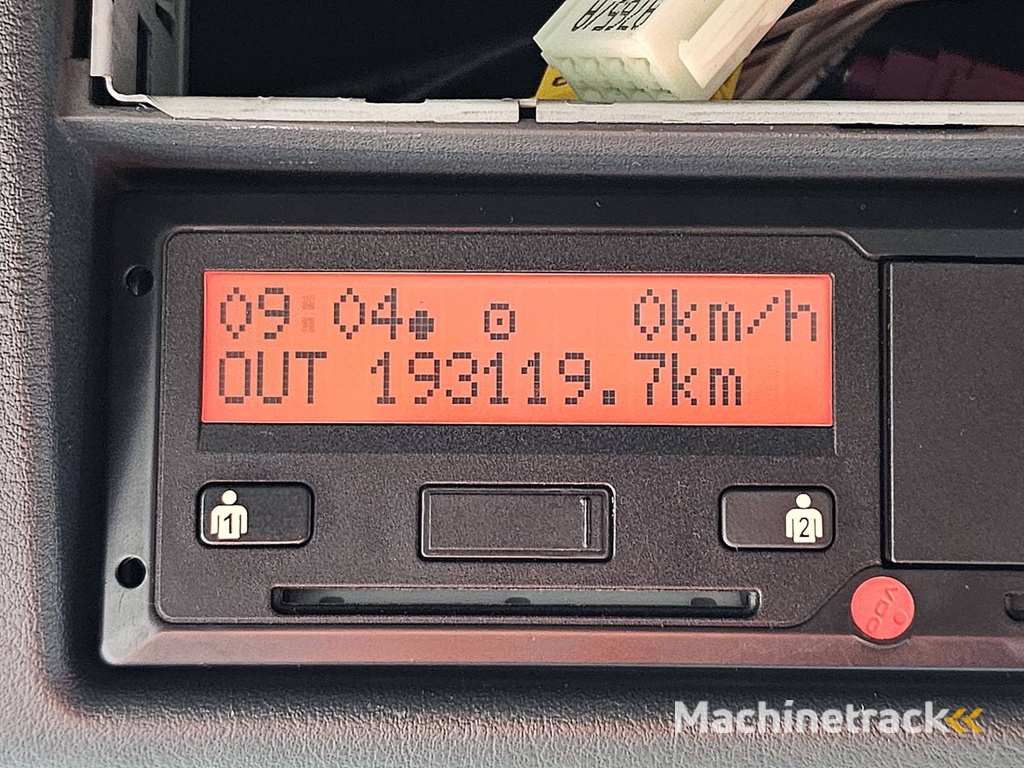 09:04 0km/h
OUT 193119.7km
1
2
VDO
Machinetrack